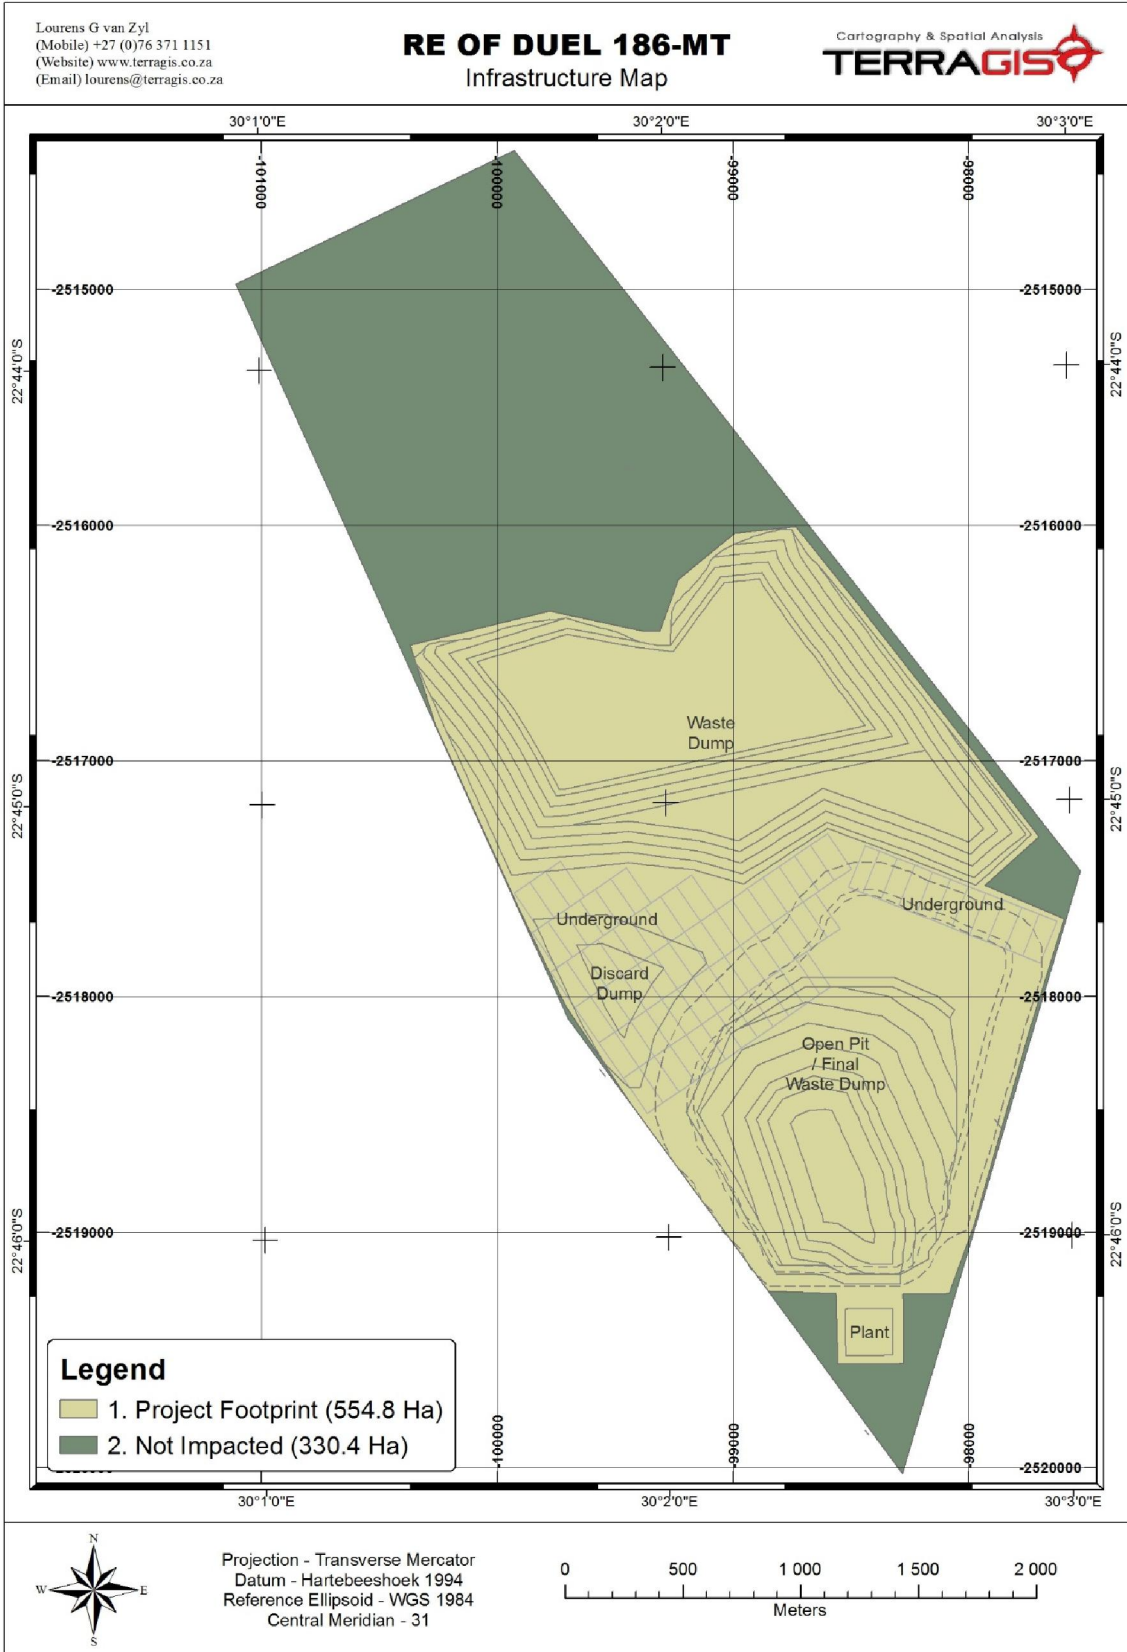 Lourens G van Zyl
(Mobile) +27 (0)76 371 1151
(Website) www.terragis.co.za
(Email) lourens@terragis.co.za
RE OF DUEL 186-MT
Infrastructure Map
Cartography & Spatial Analysis
TERRAGIS
30°1'0"E
30°2'0"E
30°3'0"E
-101000
-100000
-99000
-98000
-2515000
-2515000
22°44'0"S
22°44'0"S
-2516000
-2516000
Waste
Dump
-2517000
-2517000
22°45'0"S
22°45'0"S
Underground
Underground
Discard
Dump
-2518000
-2518000
Open Pit
/ Final
Waste Dump
-2519000
-2519000
22°46'0"S
22°46'0"S
Plant
Legend
1. Project Footprint (554.8 Ha)
2. Not Impacted (330.4 Ha)
-100000
-99000
-98000
-2520000
30°1'0"E
30°2'0"E
30°3'0"E
N
W
E
S
Projection - Transverse Mercator
Datum - Hartebeeshoek 1994
Reference Ellipsoid - WGS 1984
Central Meridian - 31
0
500
1 000
1 500
2 000
Meters